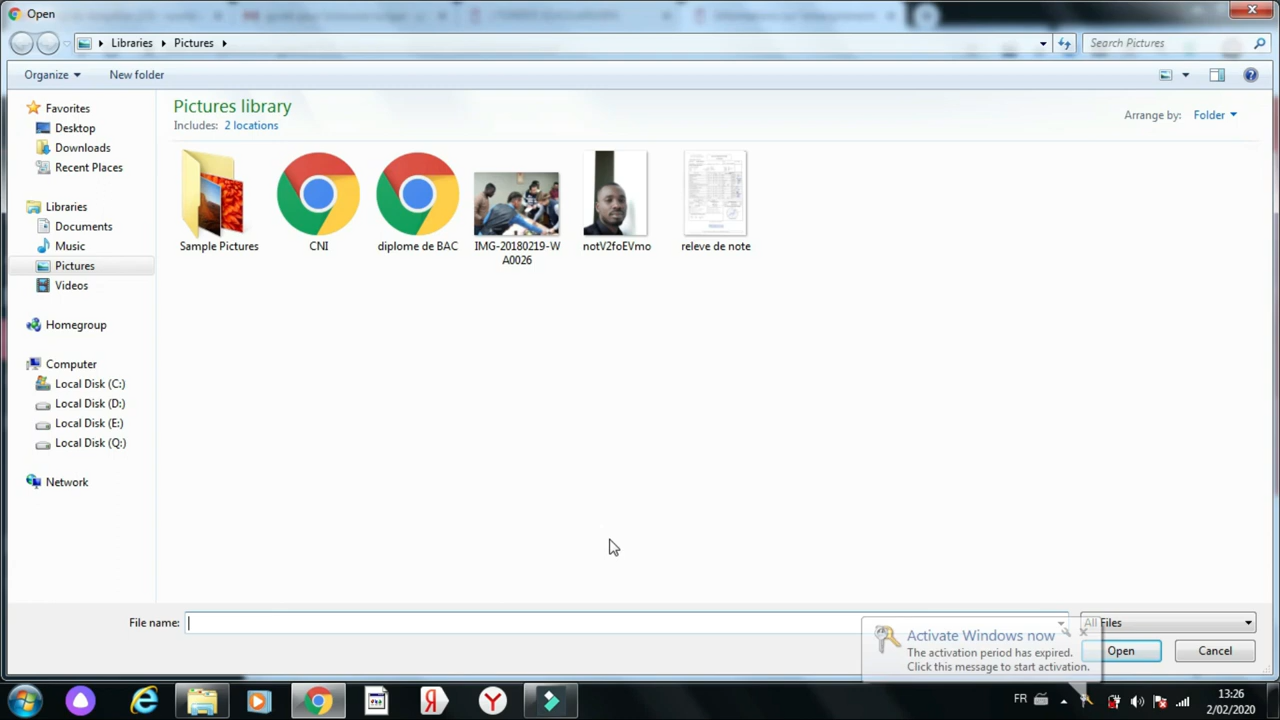 Open
Libraries Pictures
Search Pictures
Organize
New folder
Favorites
Desktop
Downloads
Recent Places
Libraries
Documents
Music
Pictures
Videos
Homegroup
Computer
Local Disk (C:)
Local Disk (D:)
Local Disk (E:)
Local Disk (Q:)
Network
Pictures library
Includes: 2 locations
Arrange by: Folder
Sample Pictures
CNI
diplome de BAC
IMG-20180219-W
A0026
notV2foEVmo
releve de note
File name:
All Files
Open
Cancel
Activate Windows now
The activation period has expired.
Click this message to start activation.
FR
13:26
2/02/2020